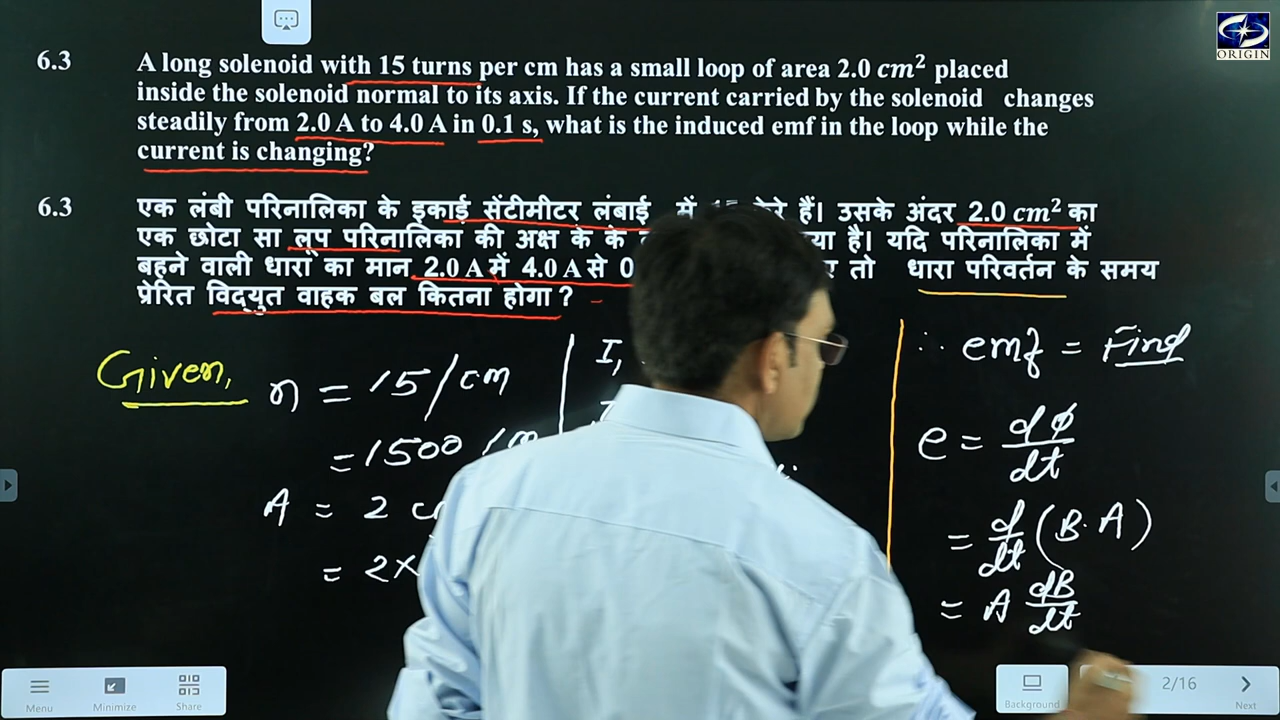 ORIGIN
6.3 A long solenoid with 15 turns per cm has a small loop of area 2.0 cm² placed
inside the solenoid normal to its axis. If the current carried by the solenoid changes
steadily from 2.0 A to 4.0 A in 0.1 s, what is the induced emf in the loop while the
current is changing?
6.3 एक लंबी परिनालिका के इकाई सेंटीमीटर लंबाई में हैं। उसके अंदर 2.0 cm² का
एक छोटा सा लूप परिनालिका की अक्ष के के या है। यदि परिनालिका में
बहने वाली धारा का मान 2.0 A में 4.0 A से 0 तो धारा परिवर्तन के समय
प्रेरित विद्युत वाहक बल कितना होगा ?
Given,
n = 15/cm
= 1500 /
A = 2
= 2×
I,
∴ emf = Find
e = dφ/dt
= d/dt (B·A)
= A dB/dt
Menu
Minimize
Share
Background
2/16
Next